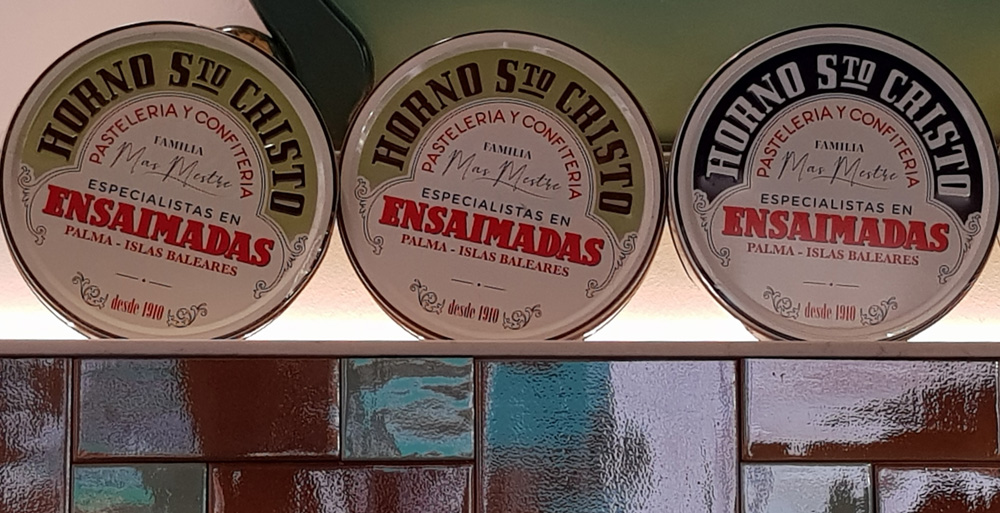 HORNO STO CRISTO
PASTELERIA Y CONFITERIA
FAMILIA
Mas Mestre
ESPECIALISTAS EN
ENSAIMADAS
PALMA - ISLAS BALEARES
desde 1910
HORNO STO CRISTO
PASTELERIA Y CONFITERIA
FAMILIA
Mas Mestre
ESPECIALISTAS EN
ENSAIMADAS
PALMA - ISLAS BALEARES
desde 1910
HORNO STO CRISTO
PASTELERIA Y CONFITERIA
FAMILIA
Mas Mestre
ESPECIALISTAS EN
ENSAIMADAS
PALMA - ISLAS BALEARES
desde 1910